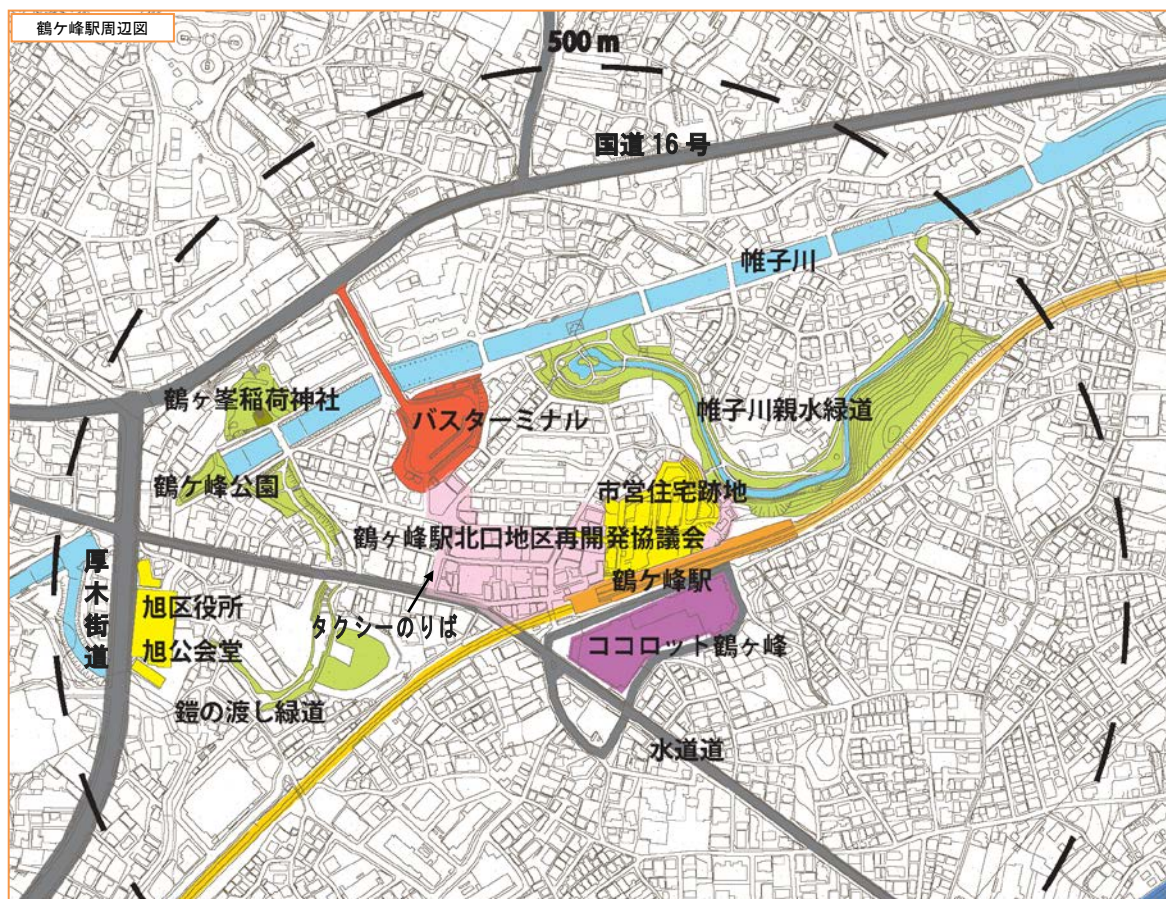 鶴ケ峰駅周辺図
500 m
国道 16 号
帷子川
鶴ヶ峯稲荷神社
バスターミナル
帷子川親水緑道
鶴ケ峰公園
市営住宅跡地
鶴ヶ峰駅北口地区再開発協議会
厚木街道
鶴ケ峰駅
旭区役所
タクシーのりば
旭公会堂
ココロット鶴ヶ峰
鎧の渡し緑道
水道道